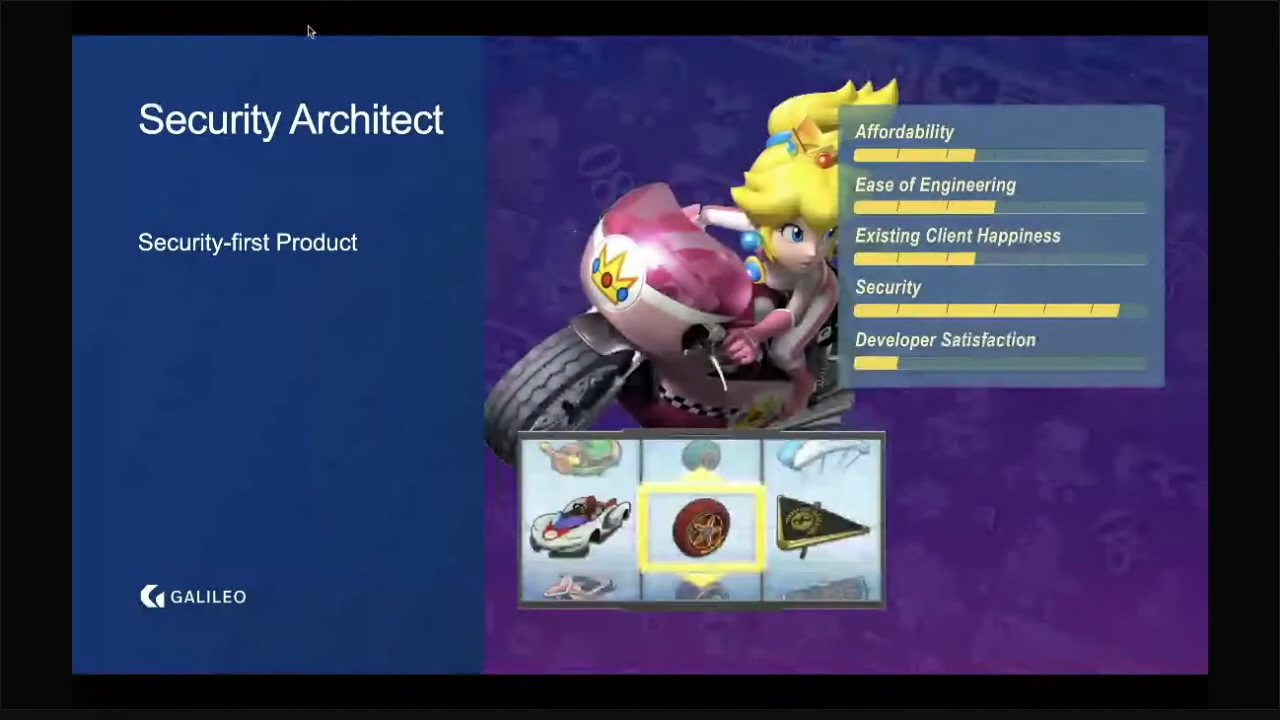 Security Architect
Security-first Product
Affordability
Ease of Engineering
Existing Client Happiness
Security
Developer Satisfaction
GALILEO